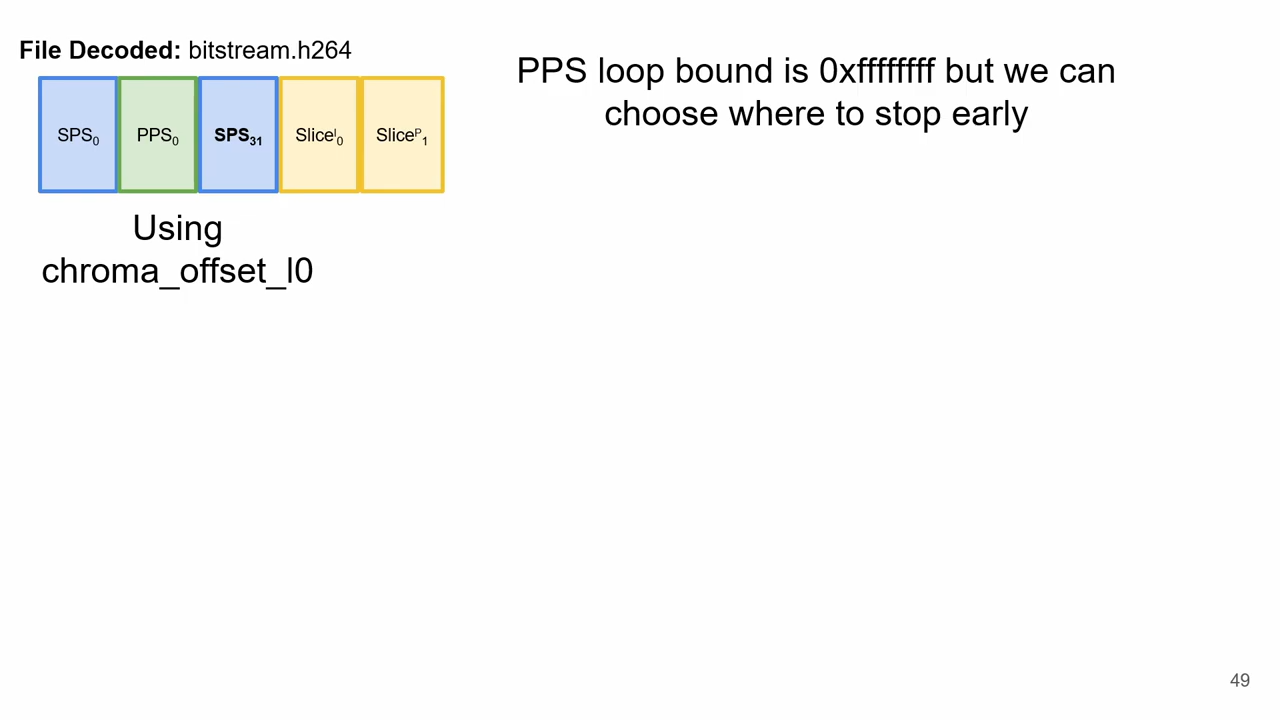 File Decoded: bitstream.h264
SPS0 PPS0 SPS31 SliceI0 SliceP1
Using
chroma_offset_l0
PPS loop bound is 0xffffffff but we can
choose where to stop early
49